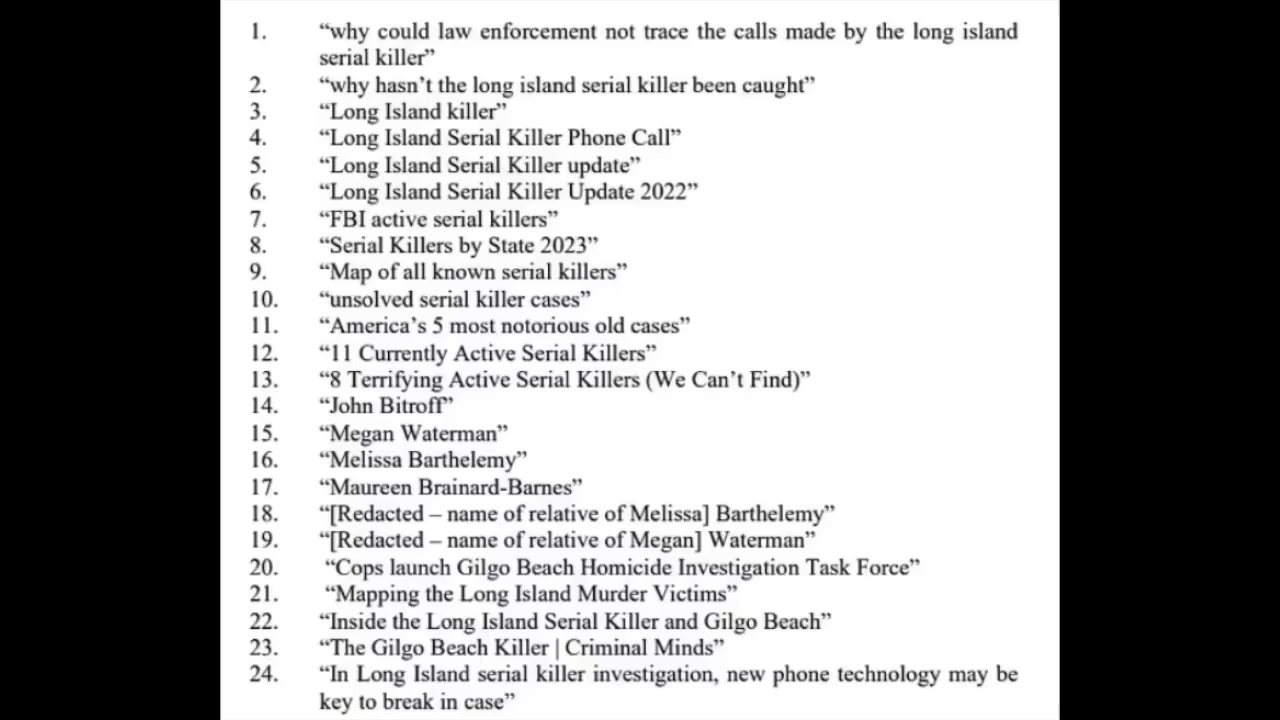 1. “why could law enforcement not trace the calls made by the long island
serial killer”
2. “why hasn’t the long island serial killer been caught”
3. “Long Island killer”
4. “Long Island Serial Killer Phone Call”
5. “Long Island Serial Killer update”
6. “Long Island Serial Killer Update 2022”
7. “FBI active serial killers”
8. “Serial Killers by State 2023”
9. “Map of all known serial killers”
10. “unsolved serial killer cases”
11. “America’s 5 most notorious old cases”
12. “11 Currently Active Serial Killers”
13. “8 Terrifying Active Serial Killers (We Can’t Find)”
14. “John Bitroff”
15. “Megan Waterman”
16. “Melissa Barthelemy”
17. “Maureen Brainard-Barnes”
18. “[Redacted – name of relative of Melissa] Barthelemy”
19. “[Redacted – name of relative of Megan] Waterman”
20. “Cops launch Gilgo Beach Homicide Investigation Task Force”
21. “Mapping the Long Island Murder Victims”
22. “Inside the Long Island Serial Killer and Gilgo Beach”
23. “The Gilgo Beach Killer | Criminal Minds”
24. “In Long Island serial killer investigation, new phone technology may be
key to break in case”